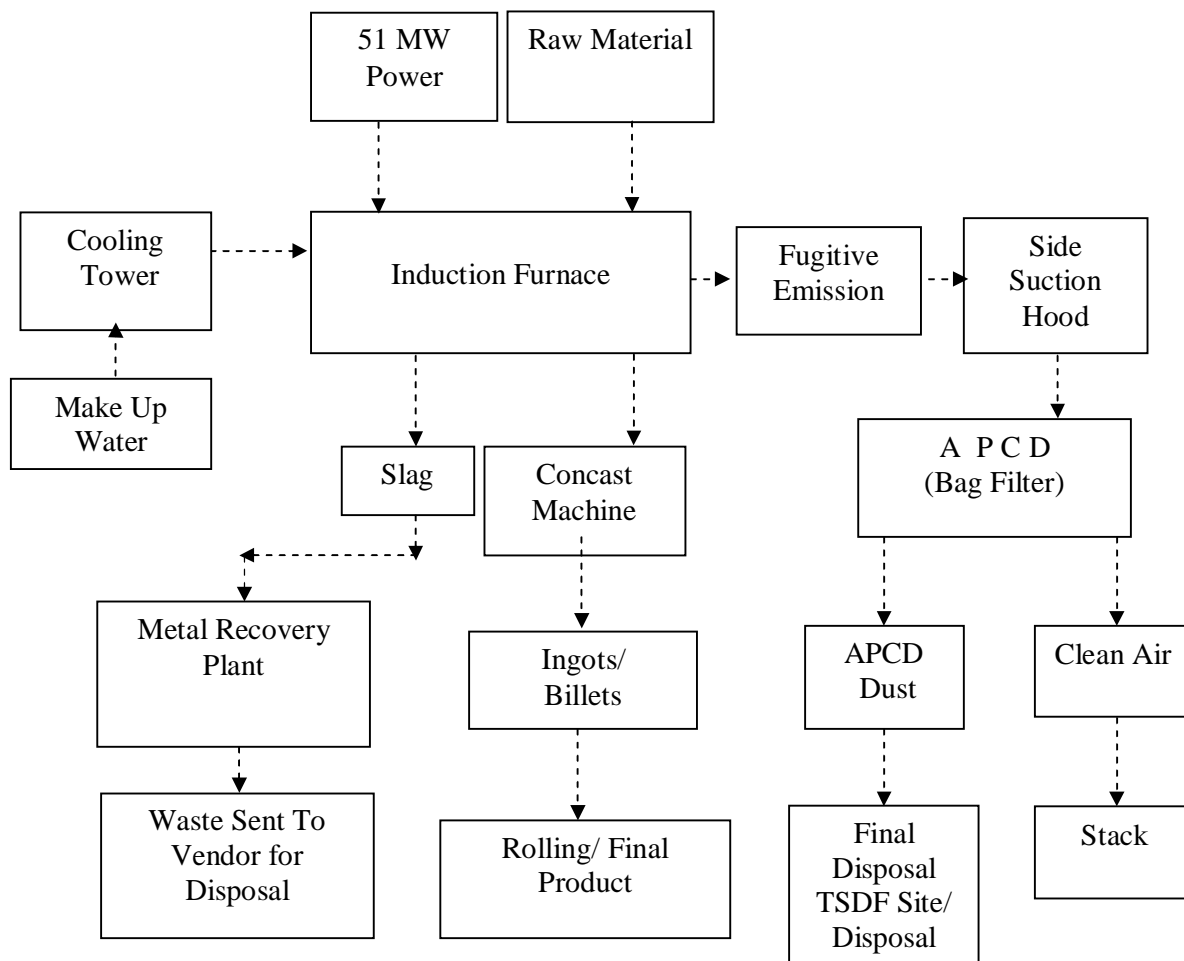 51 MW
Power
Raw Material
Cooling
Tower
Induction Furnace
Fugitive
Emission
Side
Suction
Hood
Make Up
Water
Slag
Concast
Machine
A P C D
(Bag Filter)
Metal Recovery
Plant
Ingots/
Billets
APCD
Dust
Clean Air
Waste Sent To
Vendor for
Disposal
Rolling/ Final
Product
Final
Disposal
TSDF Site/
Disposal
Stack